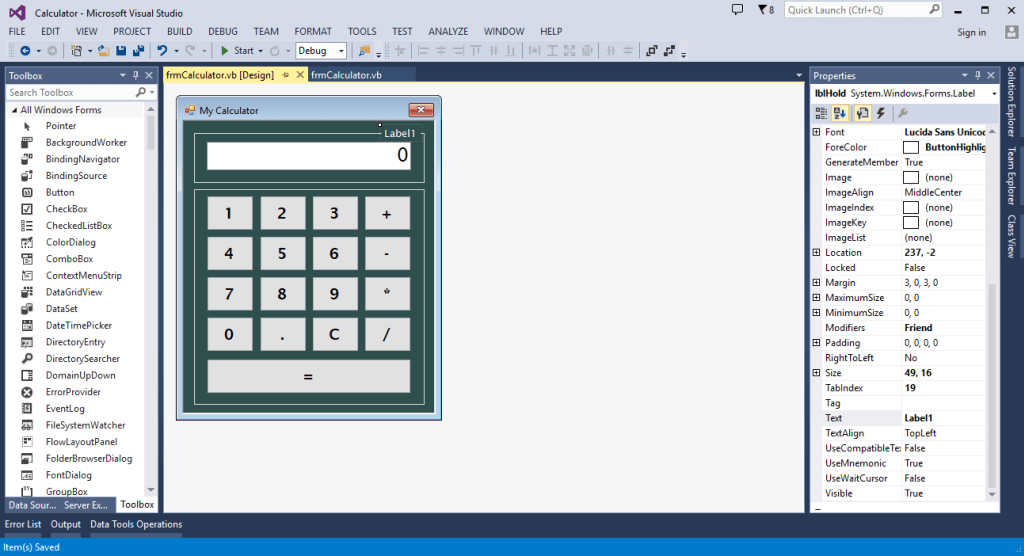 Calculator - Microsoft Visual Studio
8
Quick Launch (Ctrl+Q)
FILE EDIT VIEW PROJECT BUILD DEBUG TEAM FORMAT TOOLS TEST ANALYZE WINDOW HELP
Sign in
Start
Debug
Toolbox
Search Toolbox
All Windows Forms
Pointer
BackgroundWorker
BindingNavigator
BindingSource
Button
CheckBox
CheckedListBox
ColorDialog
ComboBox
ContextMenuStrip
DataGridView
DataSet
DateTimePicker
DirectoryEntry
DirectorySearcher
DomainUpDown
ErrorProvider
EventLog
FileSystemWatcher
FlowLayoutPanel
FolderBrowserDialog
FontDialog
GroupBox
Data Sour... Server Ex... Toolbox
frmCalculator.vb [Design] frmCalculator.vb
My Calculator
Label1
0
1 2 3 +
4 5 6 -
7 8 9 *
0 . C /
=
Properties
lblHold System.Windows.Forms.Label
Font Lucida Sans Unicod
ForeColor ButtonHighlig
GenerateMember True
Image (none)
ImageAlign MiddleCenter
ImageIndex (none)
ImageKey (none)
ImageList (none)
Location 237, -2
Locked False
Margin 3, 0, 3, 0
MaximumSize 0, 0
MinimumSize 0, 0
Modifiers Friend
Padding 0, 0, 0, 0
RightToLeft No
Size 49, 16
TabIndex 19
Tag
Text Label1
TextAlign TopLeft
UseCompatibleTe: False
UseMnemonic True
UseWaitCursor False
Visible True
Solution Explorer
Team Explorer
Class View
Error List Output Data Tools Operations
Item(s) Saved